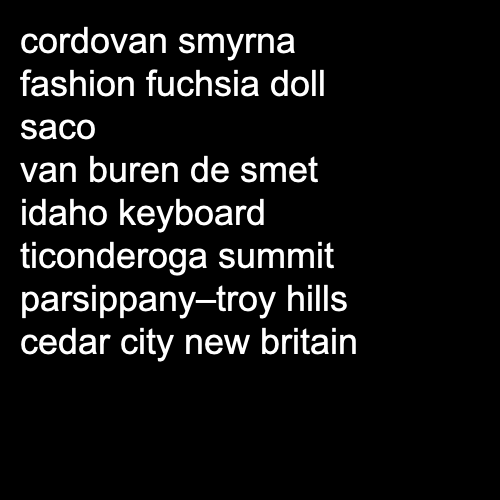 cordovan smyrna
fashion fuchsia doll
saco
van buren de smet
idaho keyboard
ticonderoga summit
parsippany–troy hills
cedar city new britain